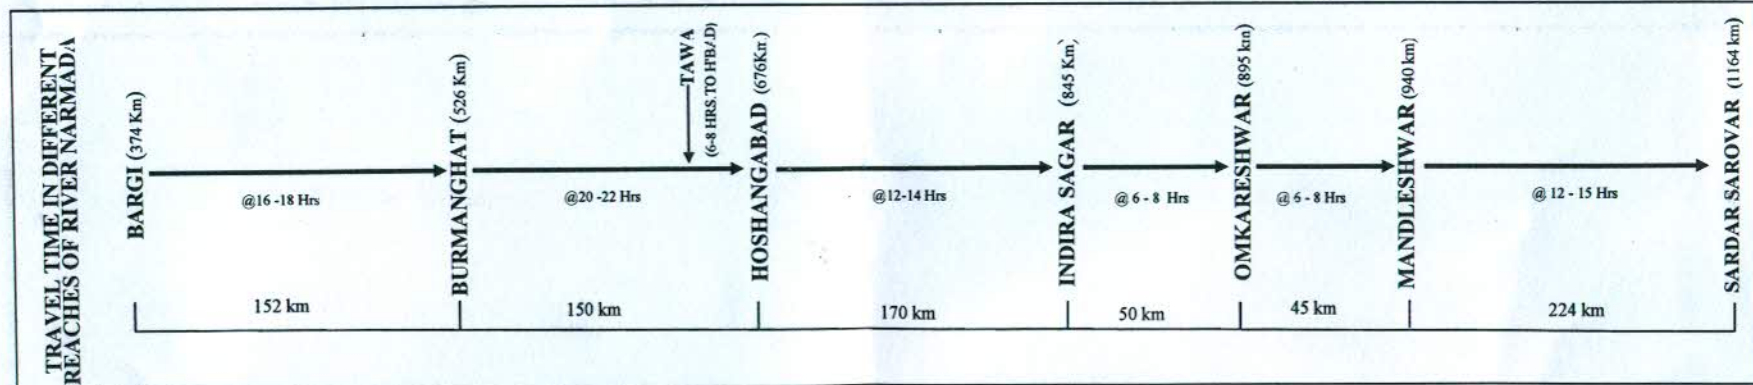 TRAVEL TIME IN DIFFERENT
REACHES OF RIVER NARMADA
BARGI (374 Km)
@16 -18 Hrs
BURMANGHAT (526 Km)
@20 -22 Hrs
TAWA
(6-8 HRS. TO H'BAD)
HOSHANGABAD (676Km.)
@12-14 Hrs
INDIRA SAGAR (845 Km)
@ 6 - 8 Hrs
OMKARESHWAR (895 km)
@ 6 - 8 Hrs
MANDLESHWAR (940 km)
@ 12 - 15 Hrs
SARDAR SAROVAR (1164 km)
152 km
150 km
170 km
50 km
45 km
224 km